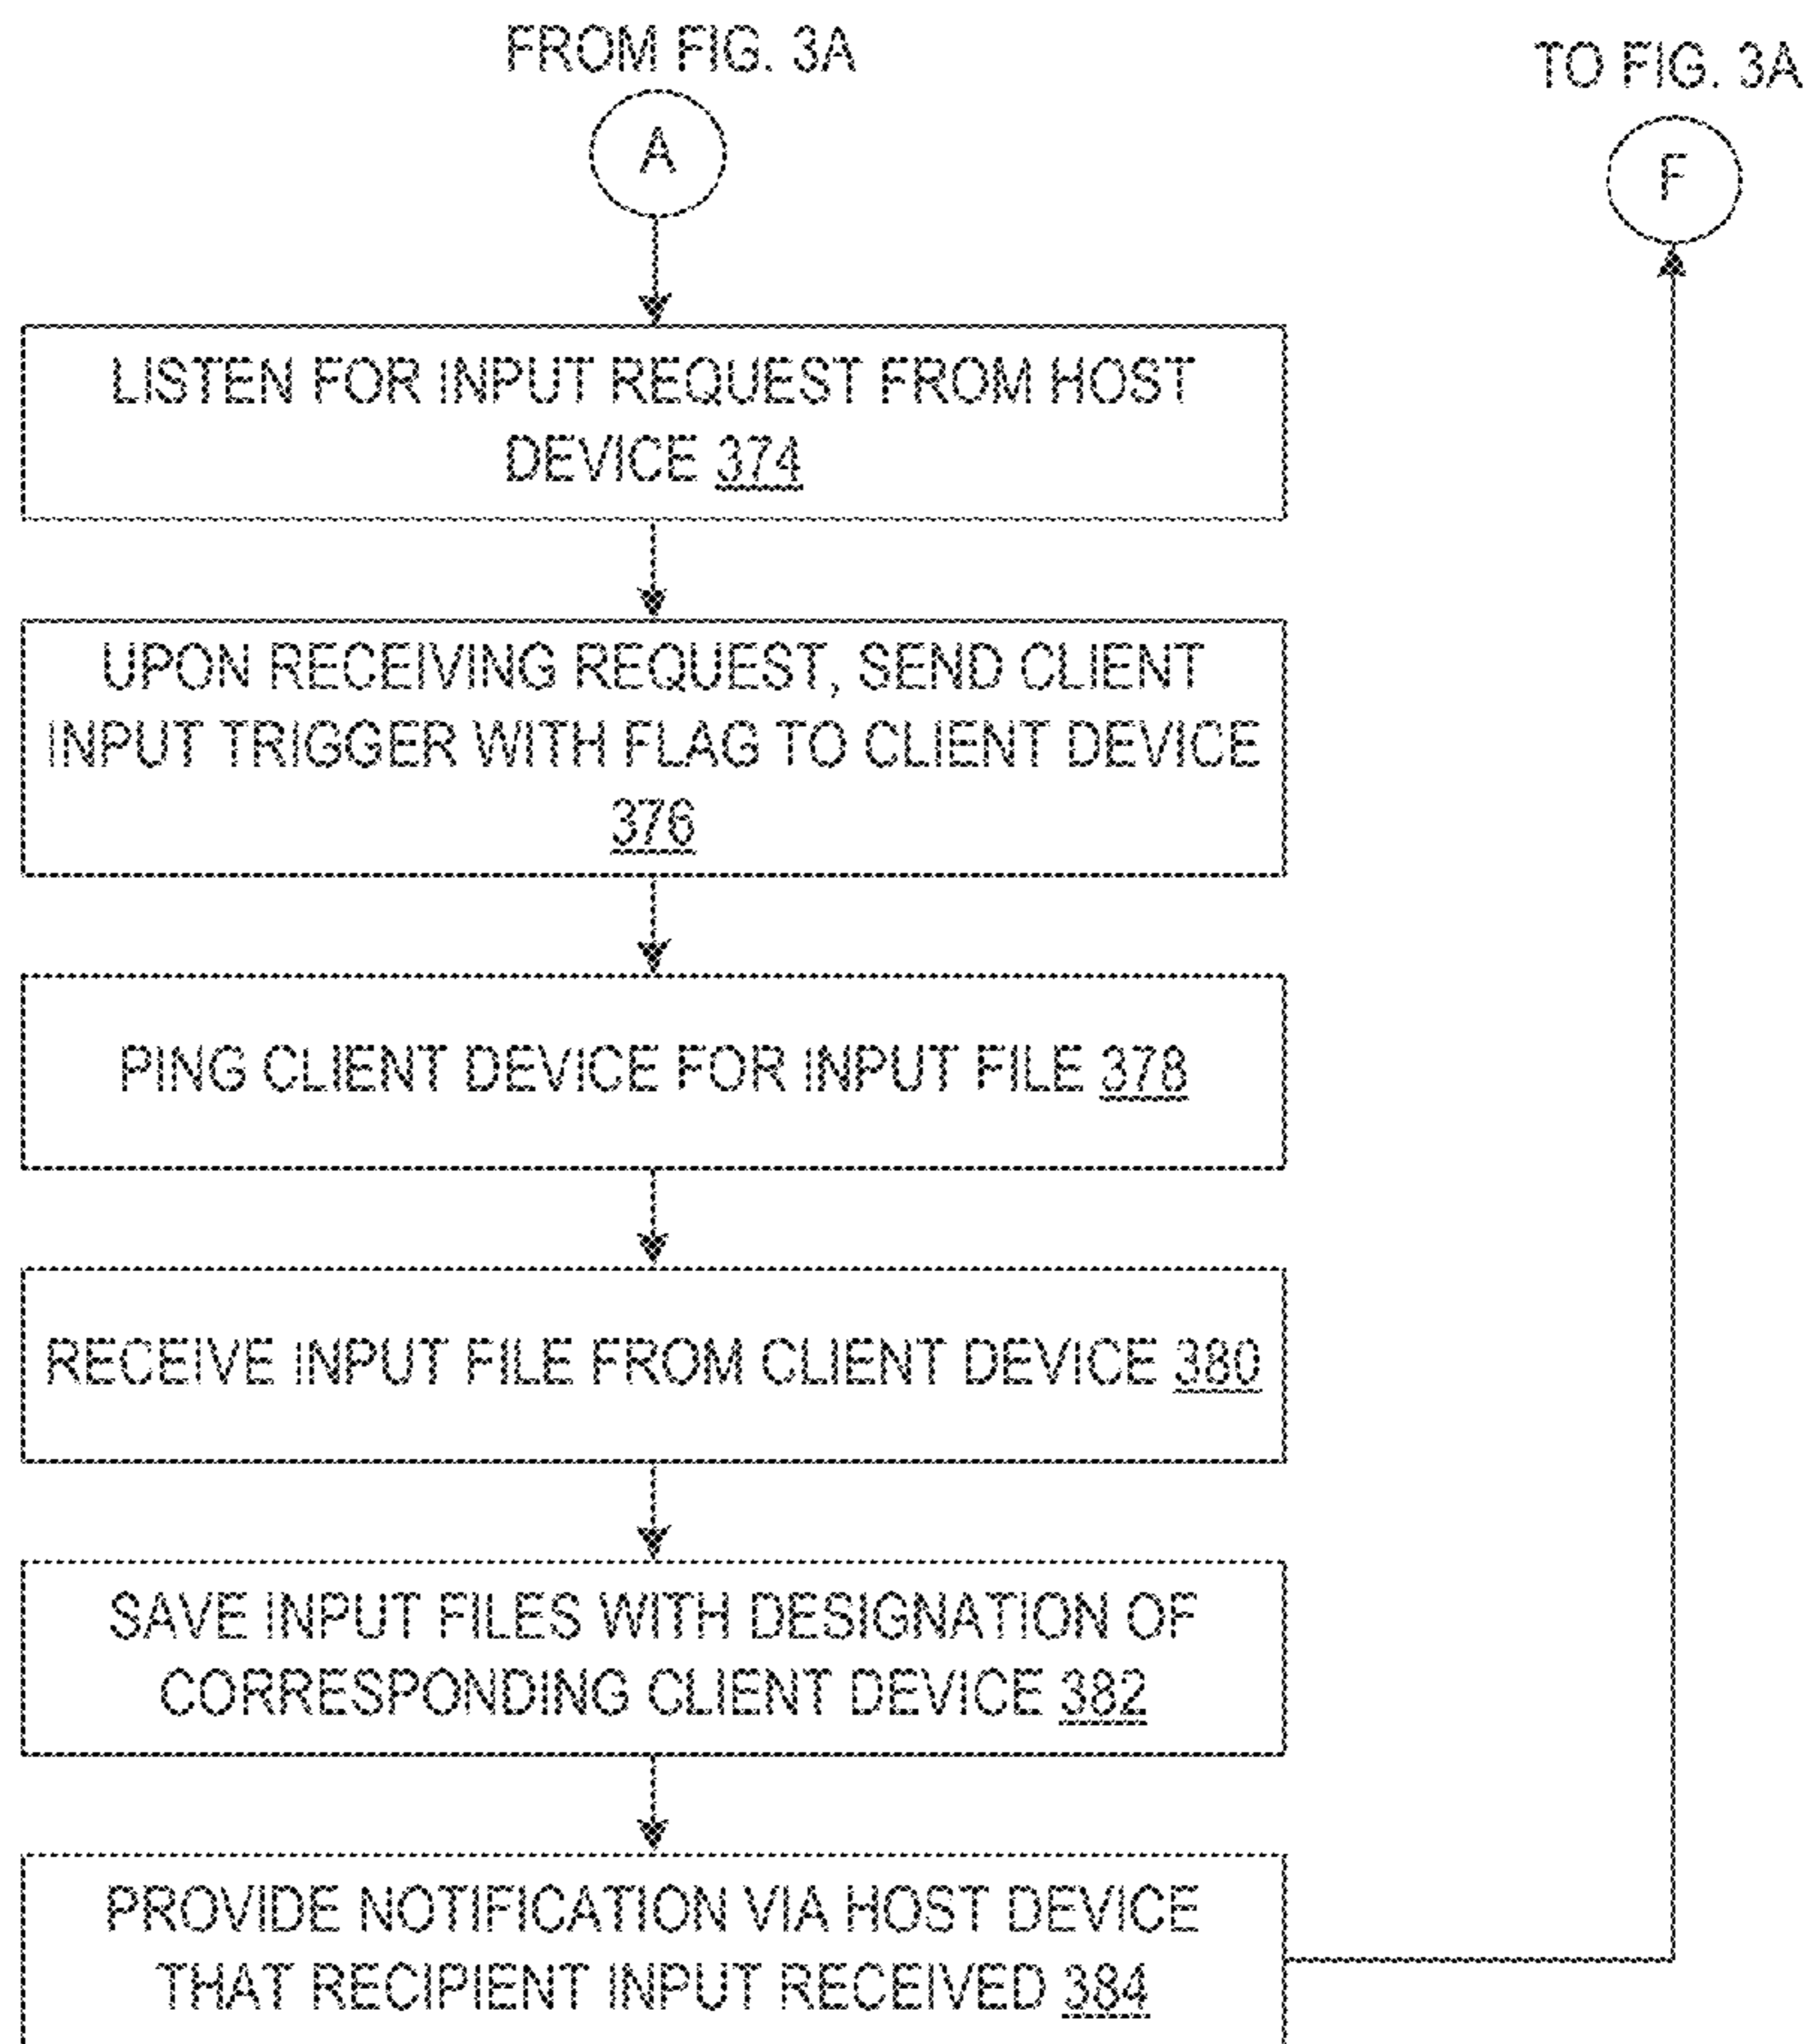 FROM FIG. 3A
A
TO FIG. 3A
F
LISTEN FOR INPUT REQUEST FROM HOST
DEVICE 374
UPON RECEIVING REQUEST, SEND CLIENT
INPUT TRIGGER WITH FLAG TO CLIENT DEVICE
376
PING CLIENT DEVICE FOR INPUT FILE 378
RECEIVE INPUT FILE FROM CLIENT DEVICE 380
SAVE INPUT FILES WITH DESIGNATION OF
CORRESPONDING CLIENT DEVICE 382
PROVIDE NOTIFICATION VIA HOST DEVICE
THAT RECIPIENT INPUT RECEIVED 384